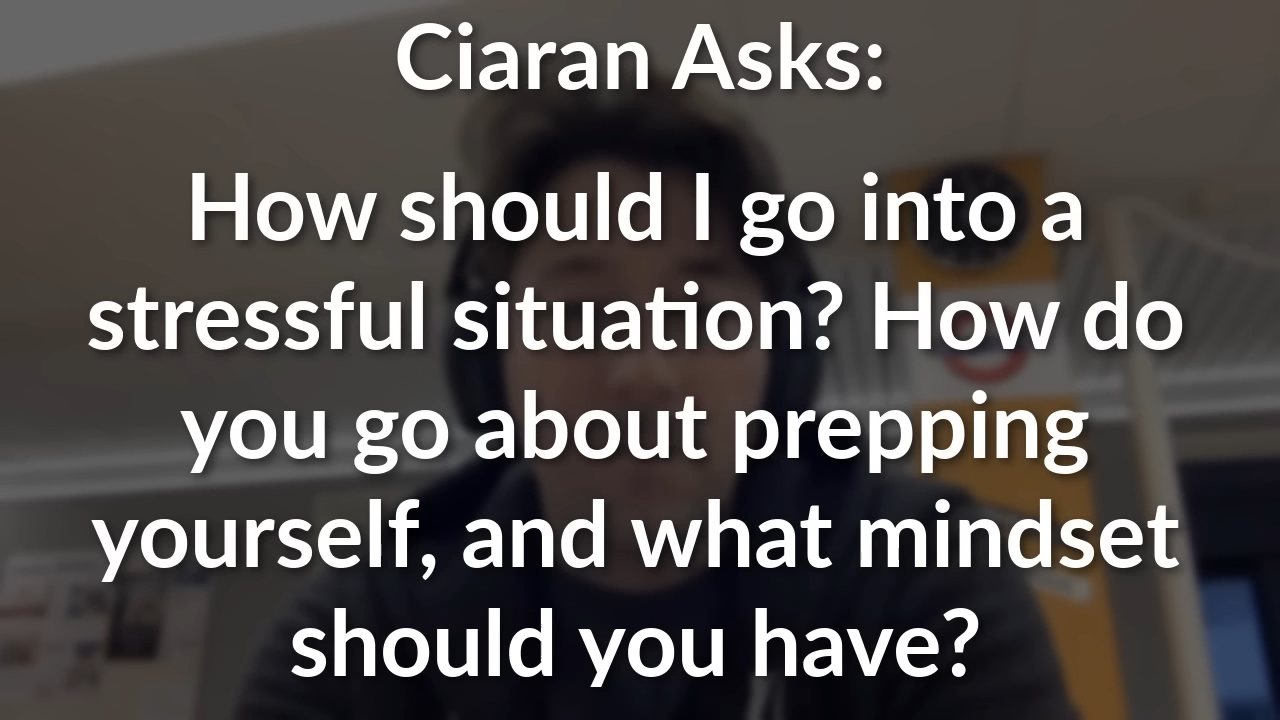 Ciaran Asks:
How should I go into a
stressful situation? How do
you go about prepping
yourself, and what mindset
should you have?